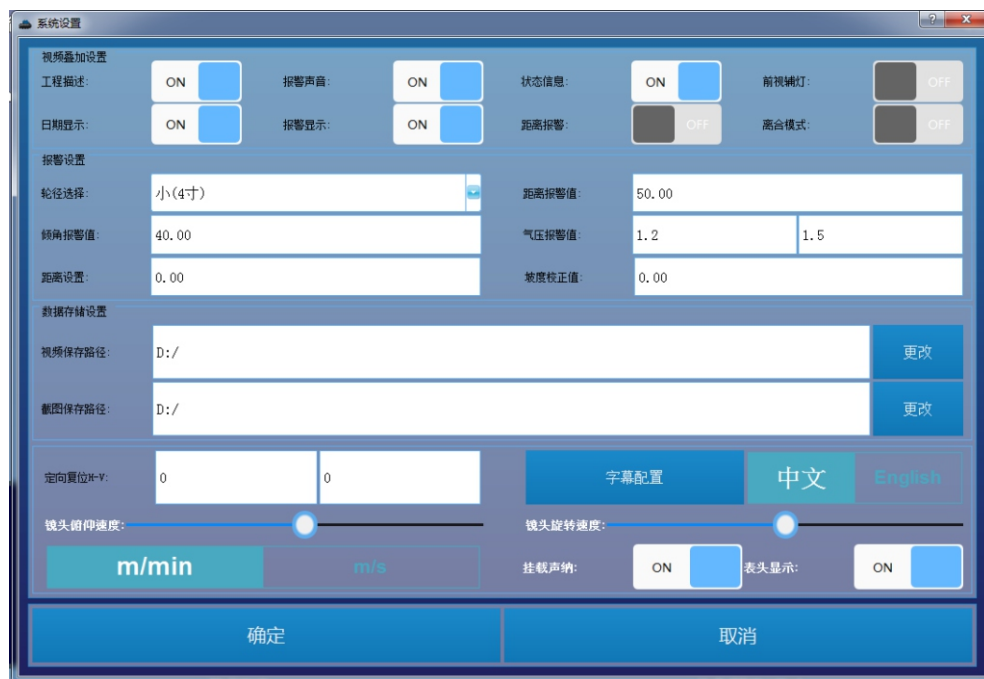 系统设置
视频叠加设置
工程描述: ON 报警声音: ON 状态信息: ON 前视辅灯: OFF
日期显示: ON 报警显示: ON 距离报警: OFF 离合模式: OFF
报警设置
轮径选择: 小(4寸) 距离报警值: 50.00
倾角报警值: 40.00 气压报警值: 1.2 1.5
距离设置: 0.00 坡度校正值: 0.00
数据存储设置
视频保存路径: D:/ 更改
截图保存路径: D:/ 更改
定向复位H-V: 0 0 字幕配置 中文 English
镜头俯仰速度: 镜头旋转速度:
m/min m/s 挂载声纳: ON 表头显示: ON
确定 取消